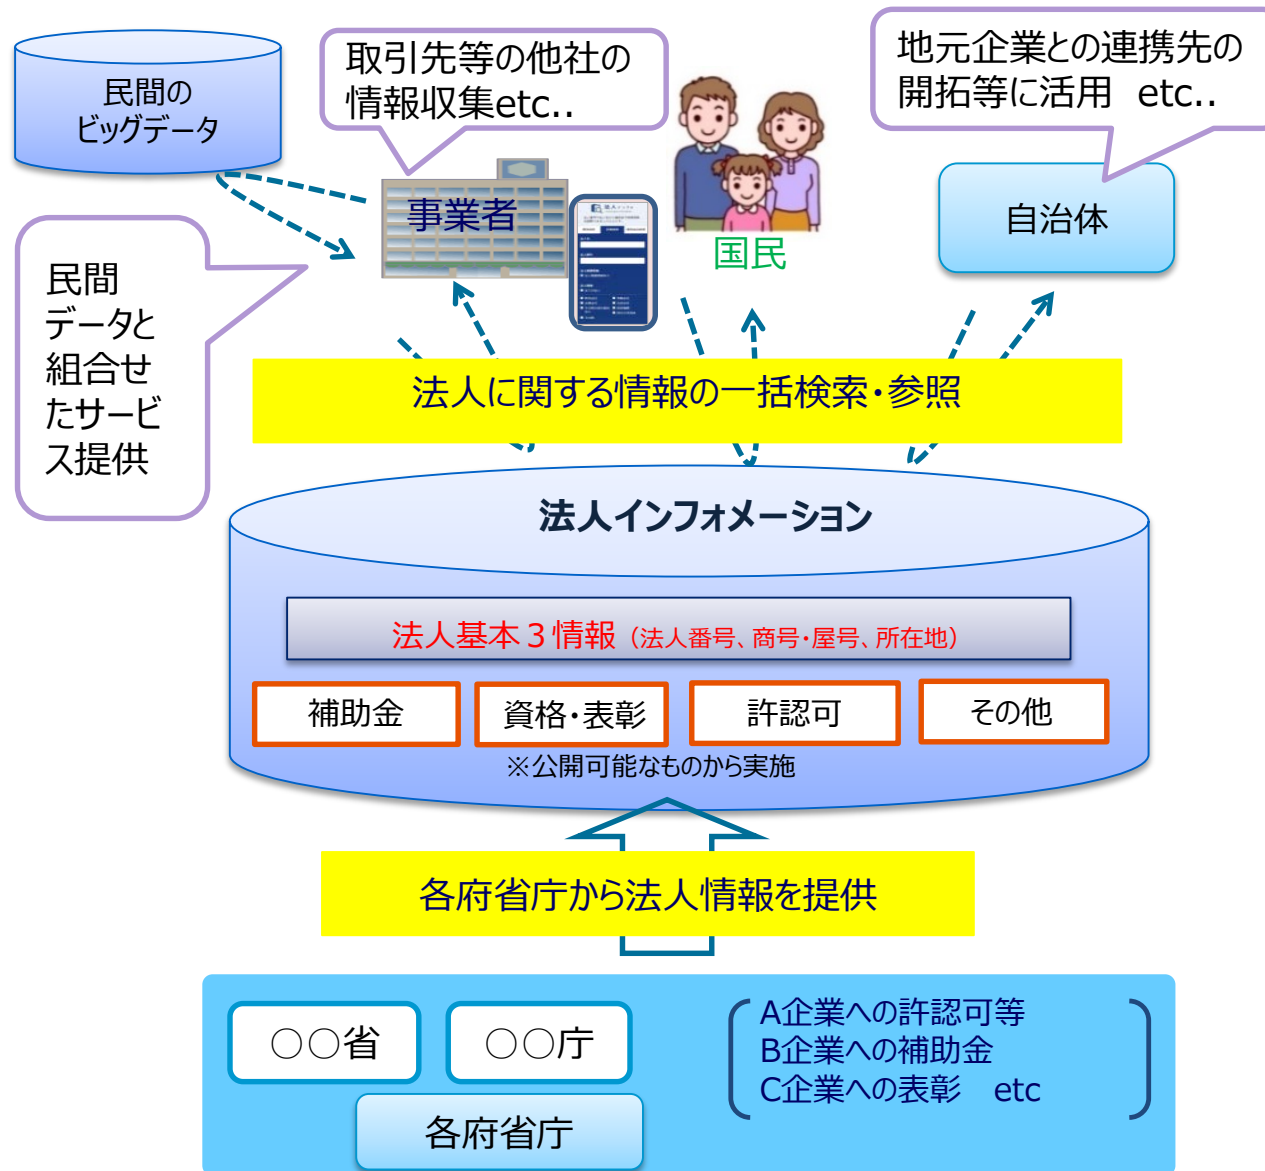 民間の
ビッグデータ
取引先等の他社の
情報収集etc..
地元企業との連携先の
開拓等に活用　etc..
事業者
国民
自治体
民間
データと
組合せ
たサービ
ス提供
法人に関する情報の一括検索・参照
法人インフォメーション
法人基本３情報（法人番号、商号・屋号、所在地）
補助金
資格・表彰
許認可
その他
※公開可能なものから実施
各府省庁から法人情報を提供
○○省
○○庁
各府省庁
A企業への許認可等
B企業への補助金
C企業への表彰　etc